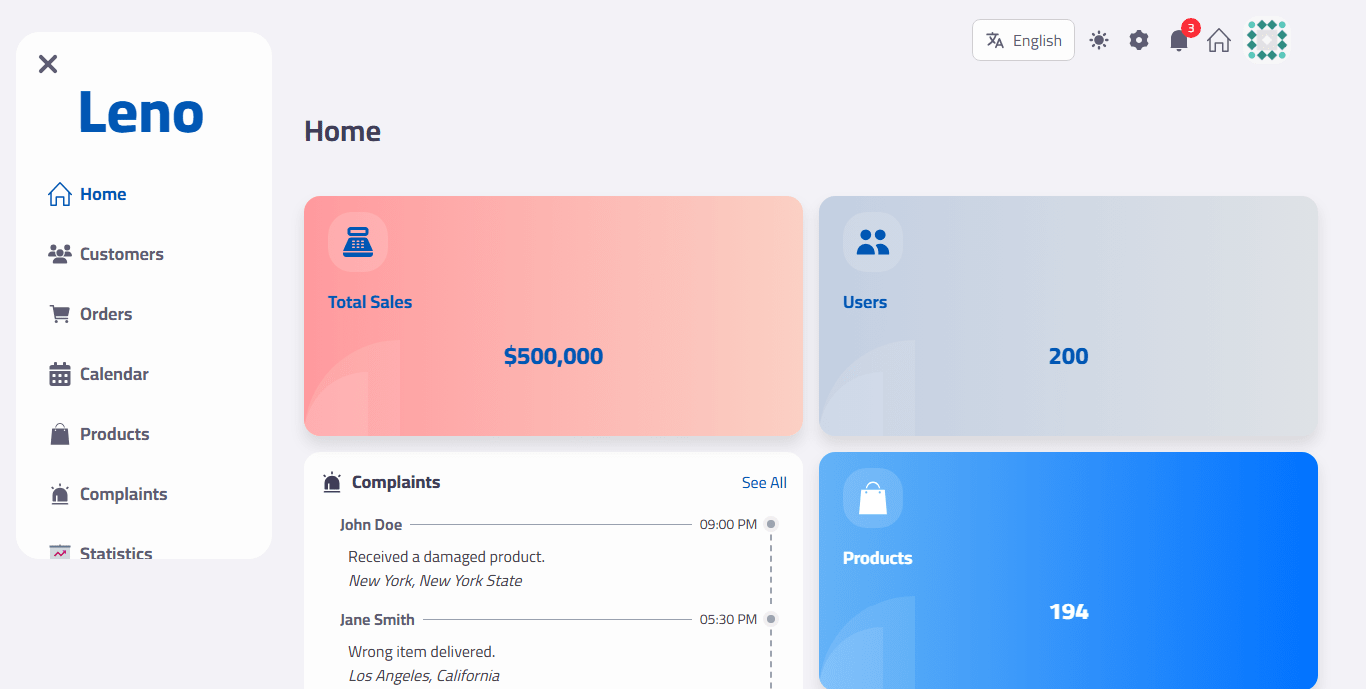 English
3
Leno
Home
Customers
Orders
Calendar
Products
Complaints
Statistics
Home
Total Sales
$500,000
Users
200
Complaints
See All
John Doe
09:00 PM
Received a damaged product.
New York, New York State
Jane Smith
05:30 PM
Wrong item delivered.
Los Angeles, California
Products
194